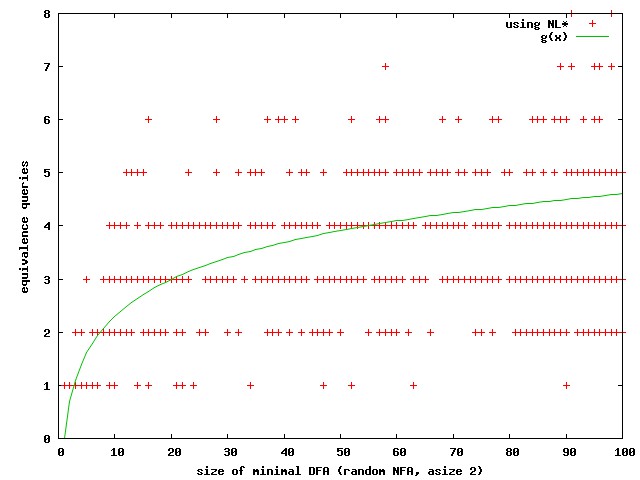 8
using NL*
g(x)
7
6
5
equivalence queries
4
3
2
1
0
0 10 20 30 40 50 60 70 80 90 100
size of minimal DFA (random NFA, asize 2)